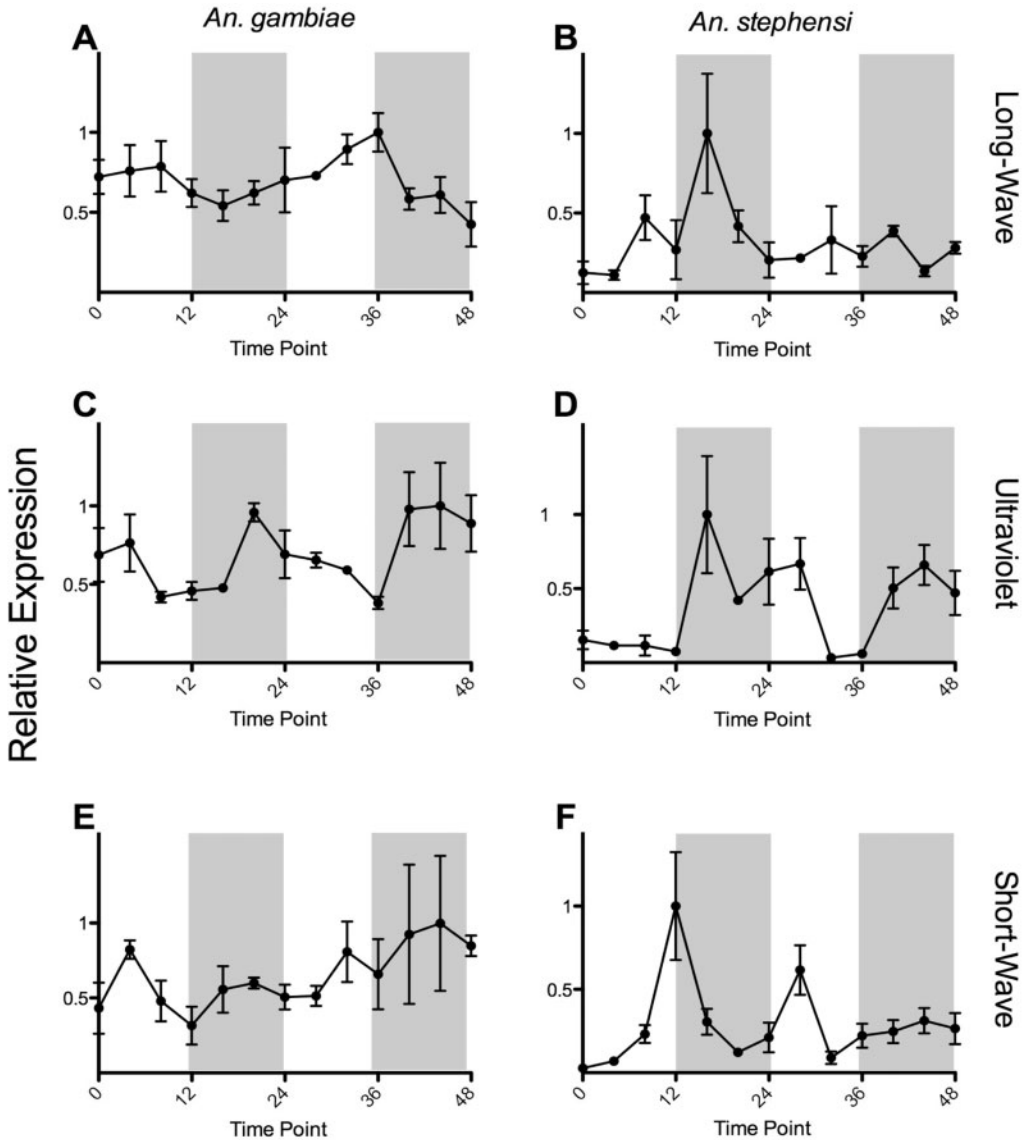 An. gambiae
An. stephensi
A
1
0.5
0
12
24
36
48
Time Point
B
1
0.5
0
12
24
36
48
Time Point
Long-Wave
C
1
0.5
0
12
24
36
48
Time Point
D
1
0.5
0
12
24
36
48
Time Point
Ultraviolet
Relative Expression
E
1
0.5
0
12
24
36
48
Time Point
F
1
0.5
0
12
24
36
48
Time Point
Short-Wave